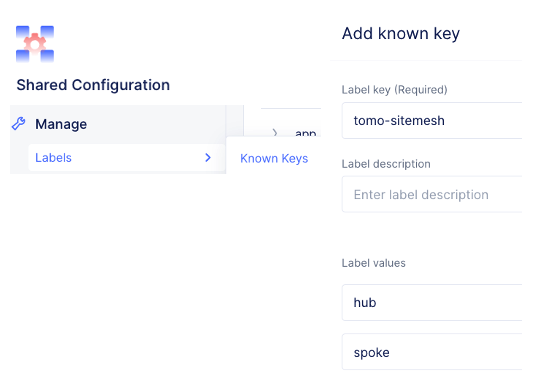 Shared Configuration
Manage
Labels
Known Keys
app
Add known key
Label key (Required)
tomo-sitemesh
Label description
Enter label description
Label values
hub
spoke